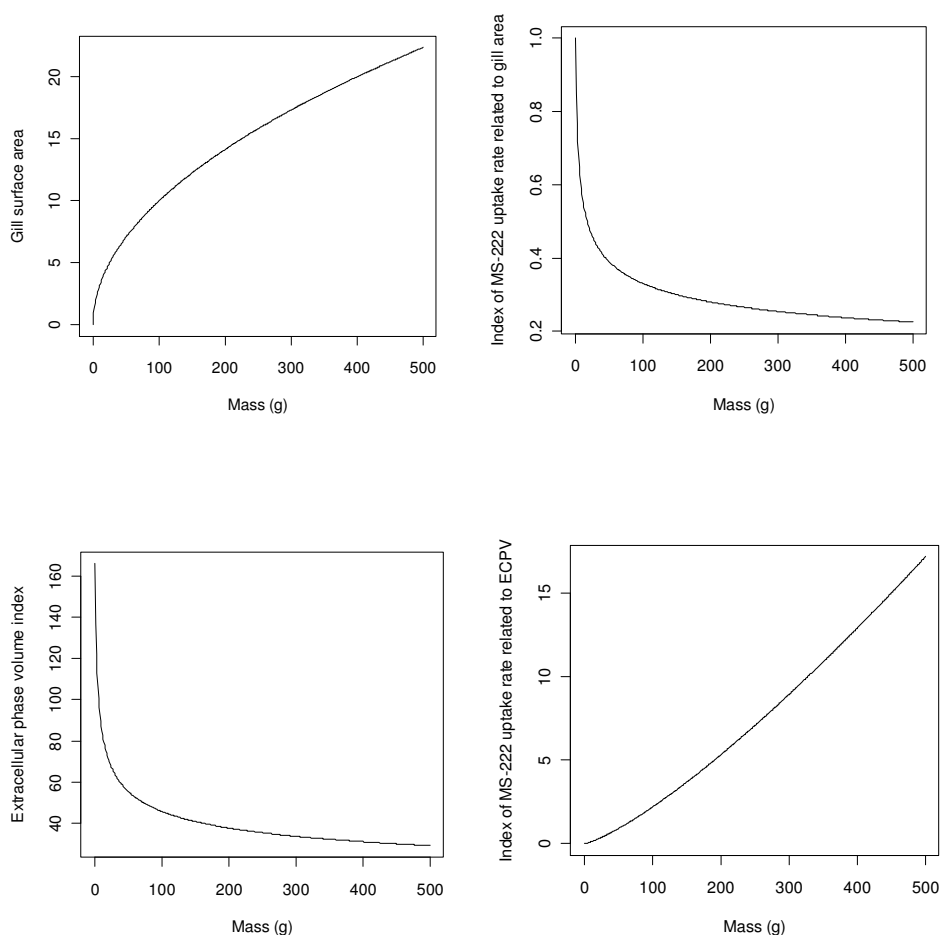 Gill surface area
20
15
10
5
0
0 100 200 300 400 500
Mass (g)
Index of MS-222 uptake rate related to gill area
1.0
0.8
0.6
0.4
0.2
0 100 200 300 400 500
Mass (g)
Extracellular phase volume index
160
140
120
100
80
60
40
0 100 200 300 400 500
Mass (g)
Index of MS-222 uptake rate related to ECPV
15
10
5
0
0 100 200 300 400 500
Mass (g)